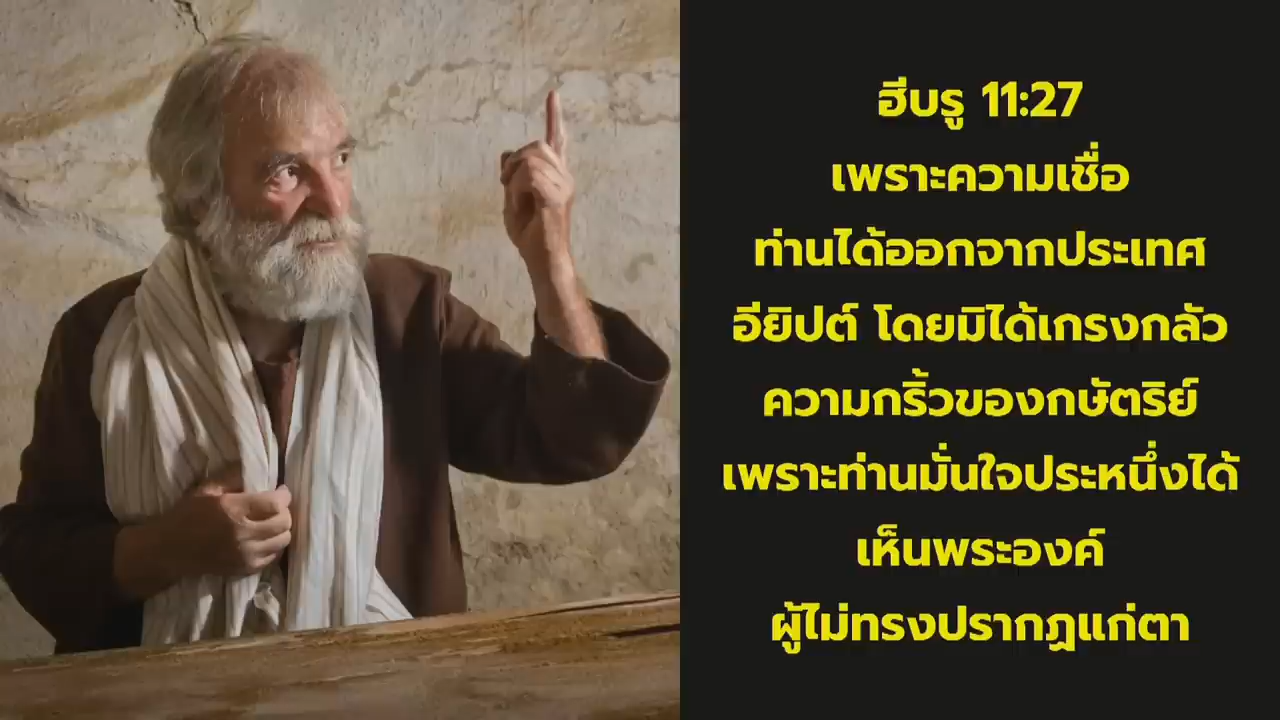 ฮีบรู 11:27
เพราะความเชื่อ
ท่านได้ออกจากประเทศ
อียิปต์ โดยมิได้เกรงกลัว
ความกริ้วของกษัตริย์
เพราะท่านมั่นใจประหนึ่งได้
เห็นพระองค์
ผู้ไม่ทรงปรากฏแก่ตา